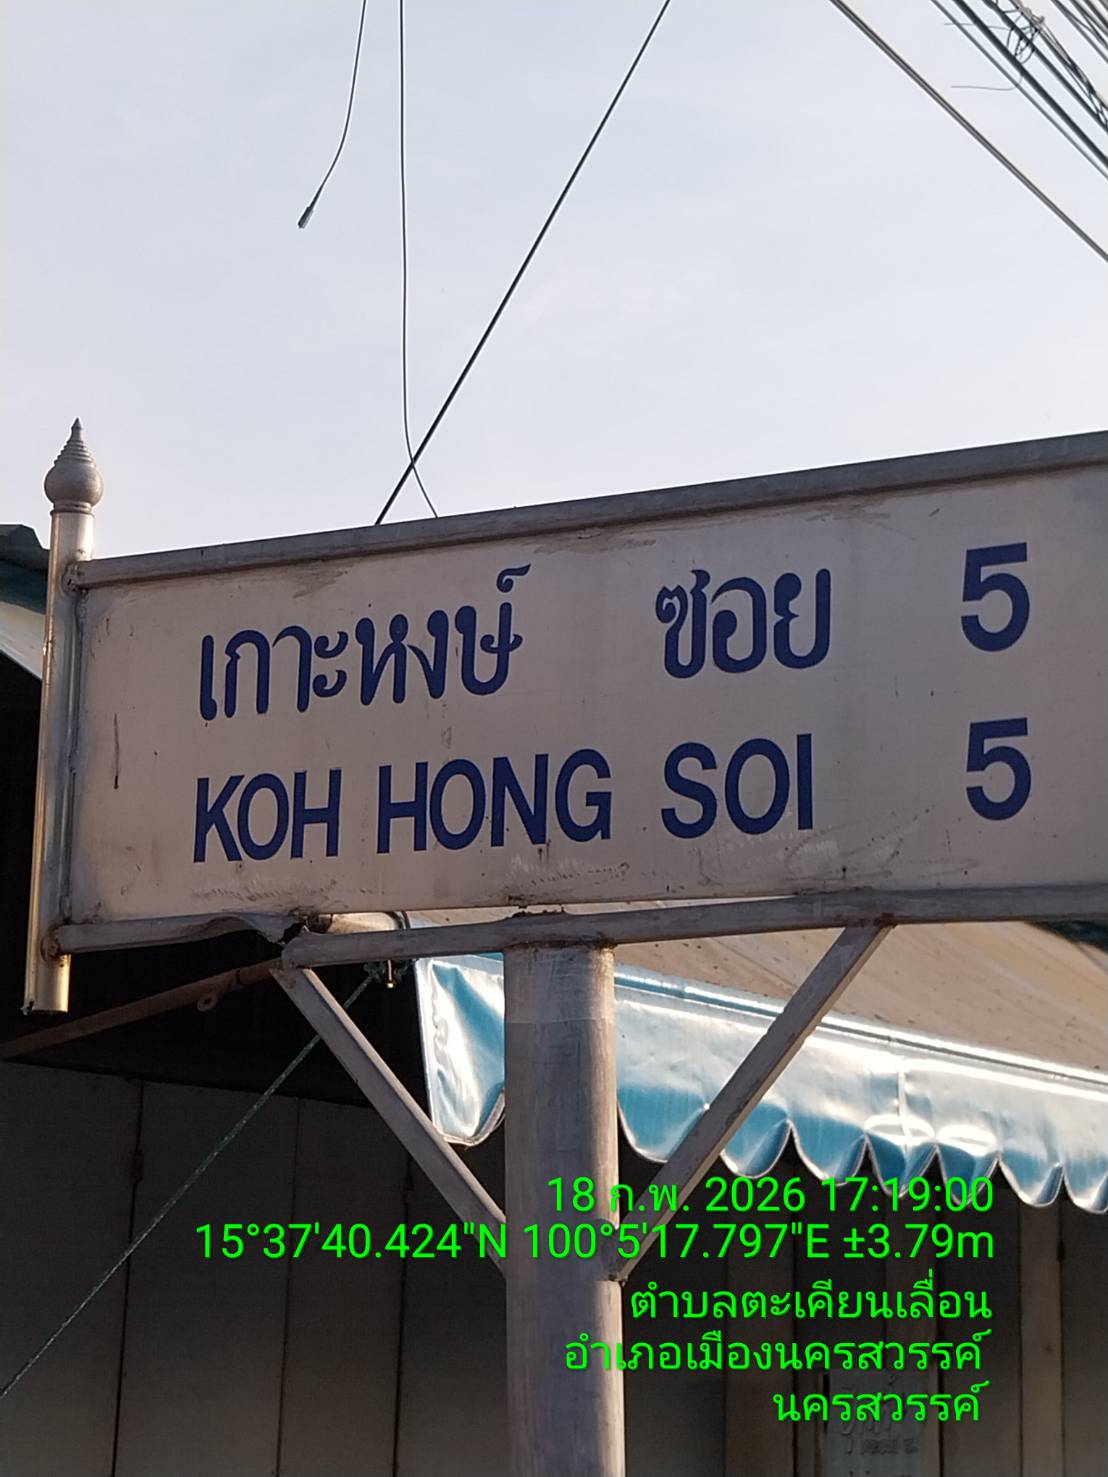 เกาะหงษ์ ซอย 5
KOH HONG SOI 5
18 ก.พ. 2026 17:19:00
15°37'40.424"N 100°5'17.797"E ±3.79m
ตำบลตะเคียนเลื่อน
อำเภอเมืองนครสวรรค์
นครสวรรค์